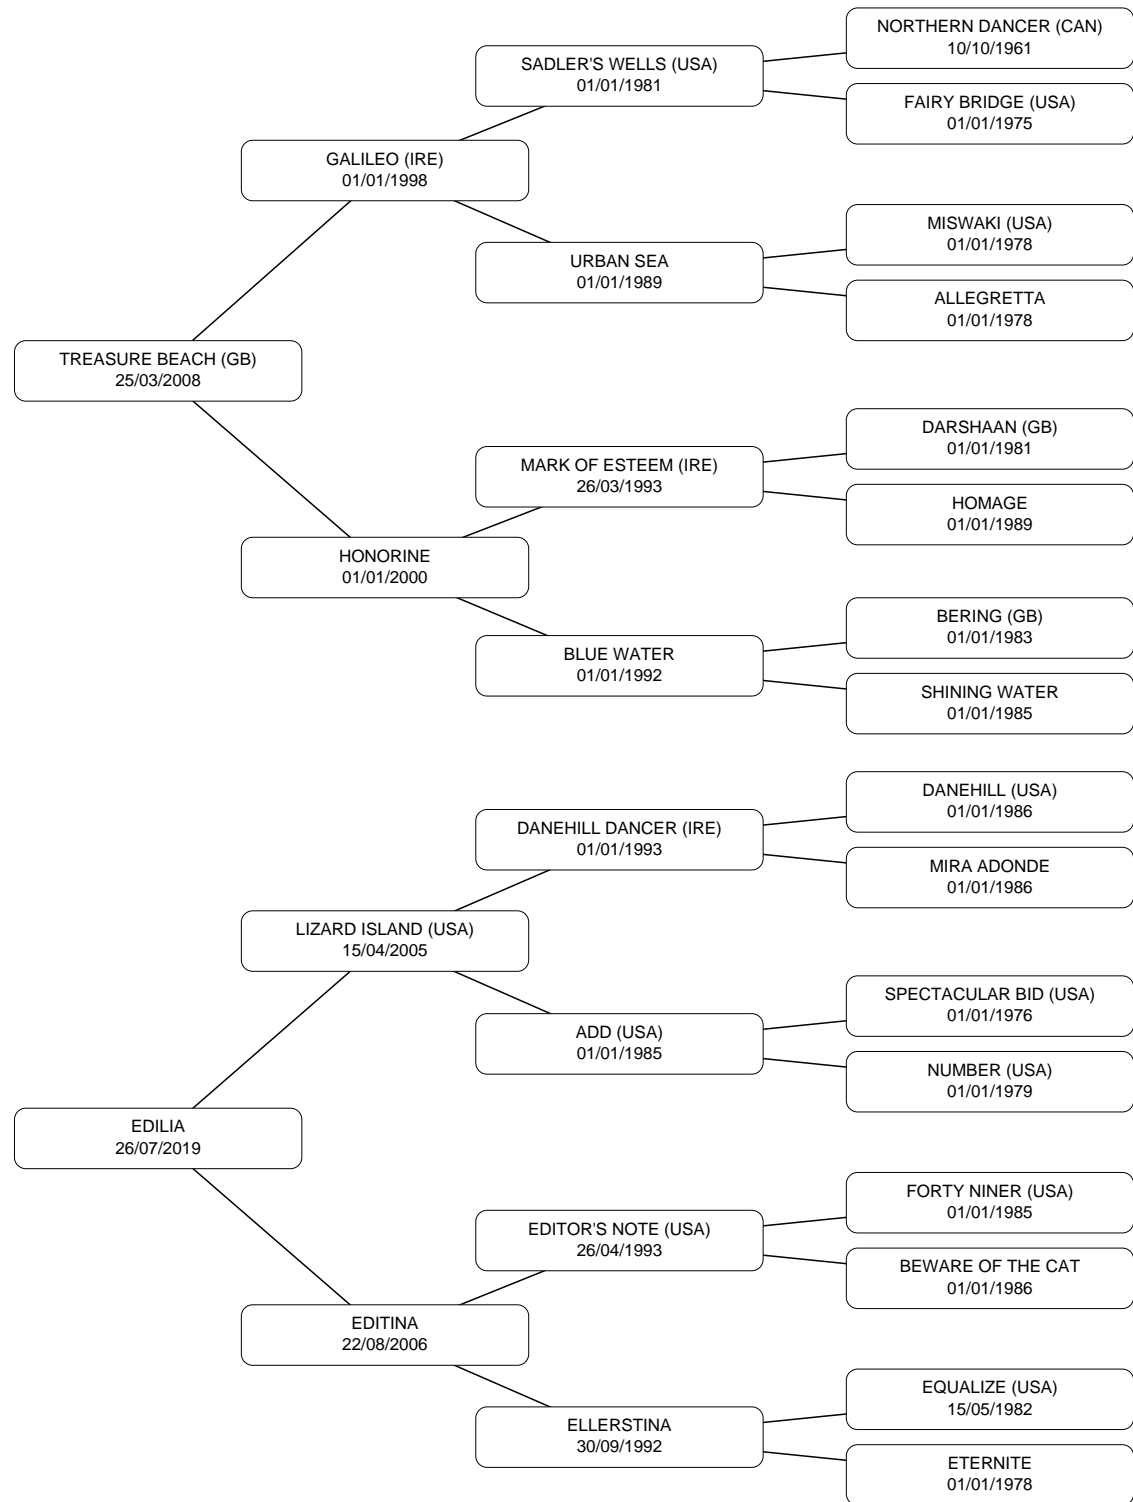 NORTHERN DANCER (CAN)
10/10/1961
SADLER'S WELLS (USA)
01/01/1981
FAIRY BRIDGE (USA)
01/01/1975
GALILEO (IRE)
01/01/1998
MISWAKI (USA)
01/01/1978
URBAN SEA
01/01/1989
ALLEGRETTA
01/01/1978
TREASURE BEACH (GB)
25/03/2008
DARSHAAN (GB)
01/01/1981
MARK OF ESTEEM (IRE)
26/03/1993
HOMAGE
01/01/1989
HONORINE
01/01/2000
BERING (GB)
01/01/1983
BLUE WATER
01/01/1992
SHINING WATER
01/01/1985
DANEHILL (USA)
01/01/1986
DANEHILL DANCER (IRE)
01/01/1993
MIRA ADONDE
01/01/1986
LIZARD ISLAND (USA)
15/04/2005
SPECTACULAR BID (USA)
01/01/1976
ADD (USA)
01/01/1985
NUMBER (USA)
01/01/1979
EDILIA
26/07/2019
FORTY NINER (USA)
01/01/1985
EDITOR'S NOTE (USA)
26/04/1993
BEWARE OF THE CAT
01/01/1986
EDITINA
22/08/2006
EQUALIZE (USA)
15/05/1982
ELLERSTINA
30/09/1992
ETERNITE
01/01/1978